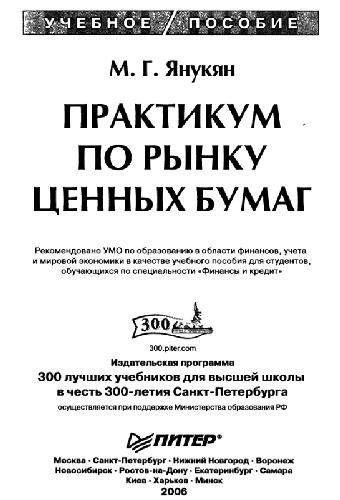 УЧЕБНОЕ ПОСОБИЕ
М. Г. Янукян
ПРАКТИКУМ
ПО РЫНКУ
ЦЕННЫХ БУМАГ
Рекомендовано УМО по образованию в области финансов, учета
и мировой экономики в качестве учебного пособия для студентов,
обучающихся по специальности «Финансы и кредит»
300
300.piter.com
Издательская программа
300 лучших учебников для высшей школы
в честь 300-летия Санкт-Петербурга
осуществляется при поддержке Министерства образования РФ
ПИТЕР®
Москва · Санкт-Петербург · Нижний Новгород · Воронеж
Новосибирск · Ростов-на-Дону · Екатеринбург · Самара
Киев · Харьков · Минск
2006